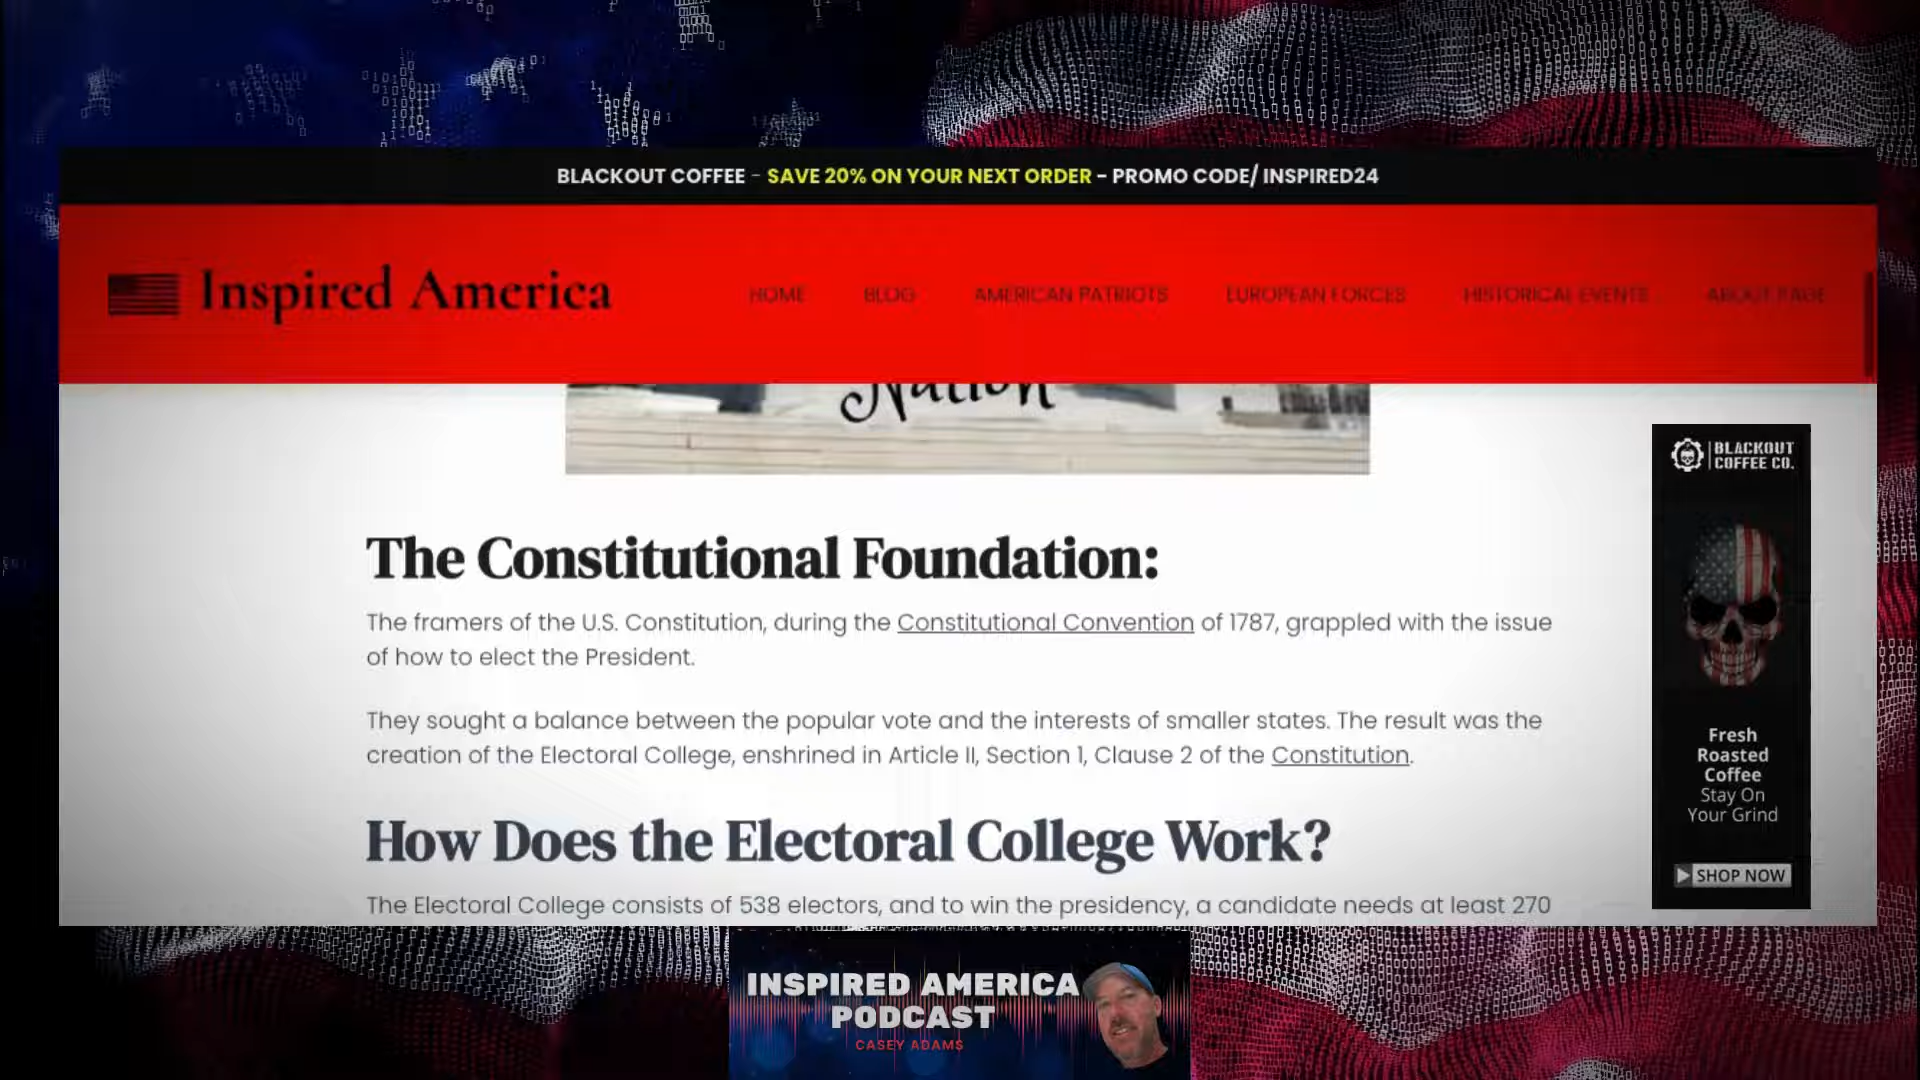 BLACKOUT COFFEE - SAVE 20% ON YOUR NEXT ORDER - PROMO CODE/ INSPIRED24
Inspired America
HOME BLOG AMERICAN PATRIOTS EUROPEAN FORCES HISTORICAL EVENTS ABOUT PAGE
Nation
The Constitutional Foundation:
The framers of the U.S. Constitution, during the Constitutional Convention of 1787, grappled with the issue
of how to elect the President.
They sought a balance between the popular vote and the interests of smaller states. The result was the
creation of the Electoral College, enshrined in Article II, Section 1, Clause 2 of the Constitution.
How Does the Electoral College Work?
The Electoral College consists of 538 electors, and to win the presidency, a candidate needs at least 270
BLACKOUT
COFFEE CO.
Fresh
Roasted
Coffee
Stay On
Your Grind
SHOP NOW
INSPIRED AMERICA
PODCAST
CASEY ADAMS